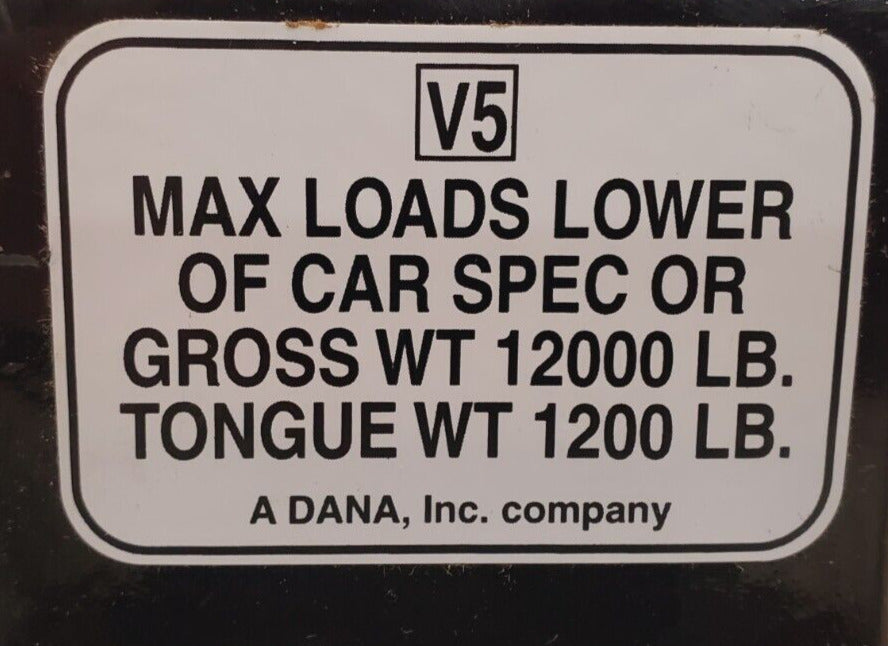 V5
MAX LOADS LOWER
OF CAR SPEC OR
GROSS WT 12000 LB.
TONGUE WT 1200 LB.
A DANA, Inc. company